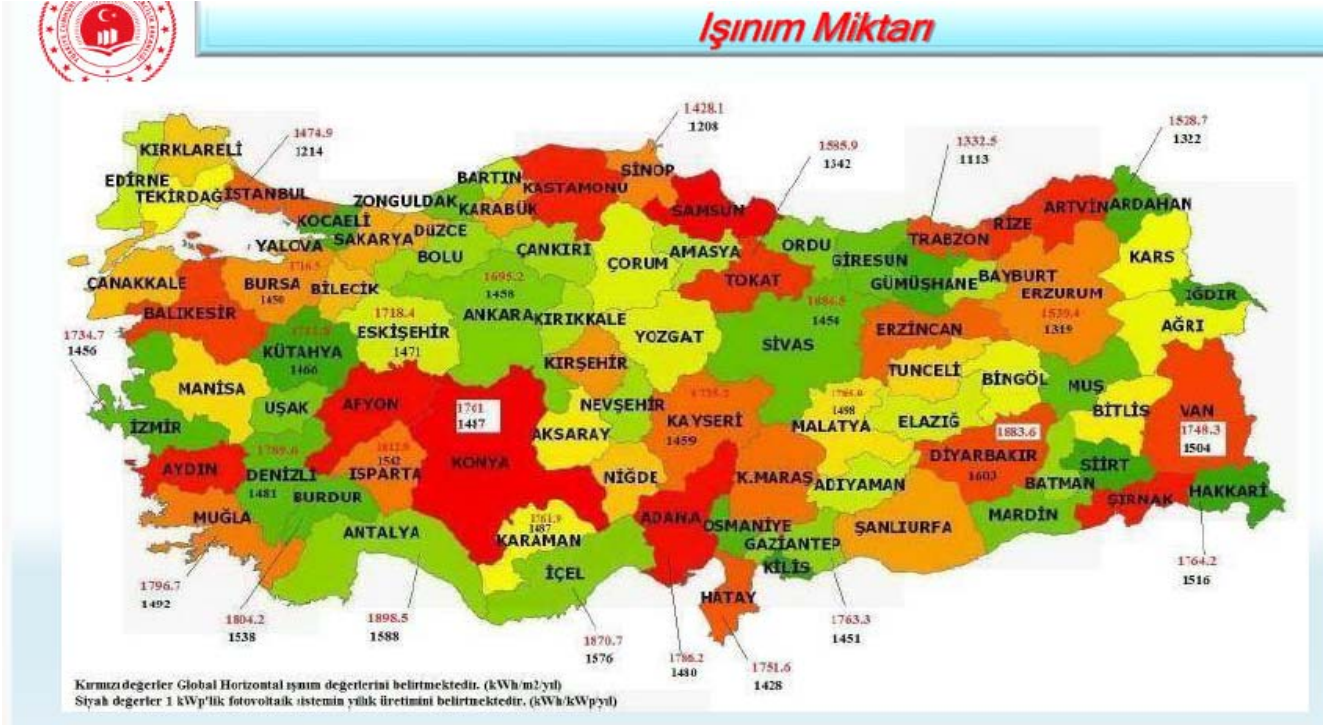 Işınım Miktarı
1428.1
1208
1474.9
1214
1585.9
1342
1332.5
1113
1528.7
1322
KIRKLARELİ
EDİRNE
TEKİRDAĞ
İSTANBUL
KOCAELİ
YALOVA
SAKARYA
DÜZCE
ZONGULDAK
BARTIN
KARABÜK
KASTAMONU
SİNOP
SAMSUN
BOLU
ÇANKIRI
ÇORUM
AMASYA
TOKAT
ORDU
GİRESUN
GÜMÜŞHANE
TRABZON
RİZE
ARTVİN
ARDAHAN
BAYBURT
KARS
IĞDIR
ÇANAKKALE
BURSA
1450
BİLECİK
BALIKESİR
1734.7
1456
KÜTAHYA
1466
1718.4
ESKİŞEHİR
1471
1695.2
1458
ANKARA
KIRIKKALE
YOZGAT
1454
SİVAS
ERZİNCAN
ERZURUM
1539.4
1319
AĞRI
MANİSA
İZMİR
UŞAK
AFYON
1761
1487
KONYA
KIRŞEHİR
NEVŞEHİR
AKSARAY
KAYSERİ
1459
1498
MALATYA
TUNCELİ
ELAZIĞ
BİNGÖL
MUŞ
BİTLİS
VAN
1748.3
1504
AYDIN
1789.6
DENİZLİ
1481
1542
ISPARTA
BURDUR
NİĞDE
K.MARAŞ
ADIYAMAN
1883.6
DİYARBAKIR
1603
BATMAN
SİİRT
ŞIRNAK
HAKKARİ
MUĞLA
ANTALYA
1761.9
1487
KARAMAN
İÇEL
ADANA
OSMANİYE
GAZİANTEP
KİLİS
ŞANLIURFA
MARDİN
HATAY
1796.7
1492
1804.2
1538
1898.5
1588
1870.7
1576
1786.2
1480
1751.6
1428
1763.3
1451
1764.2
1516
Kırmızı değerler Global Horizontal ışınım değerlerini belirtmektedir. (kWh/m2/yıl)
Siyah değerler 1 kWp'lik fotovoltaik sistemin yıllık üretimini belirtmektedir. (kWh/kWp/yıl)